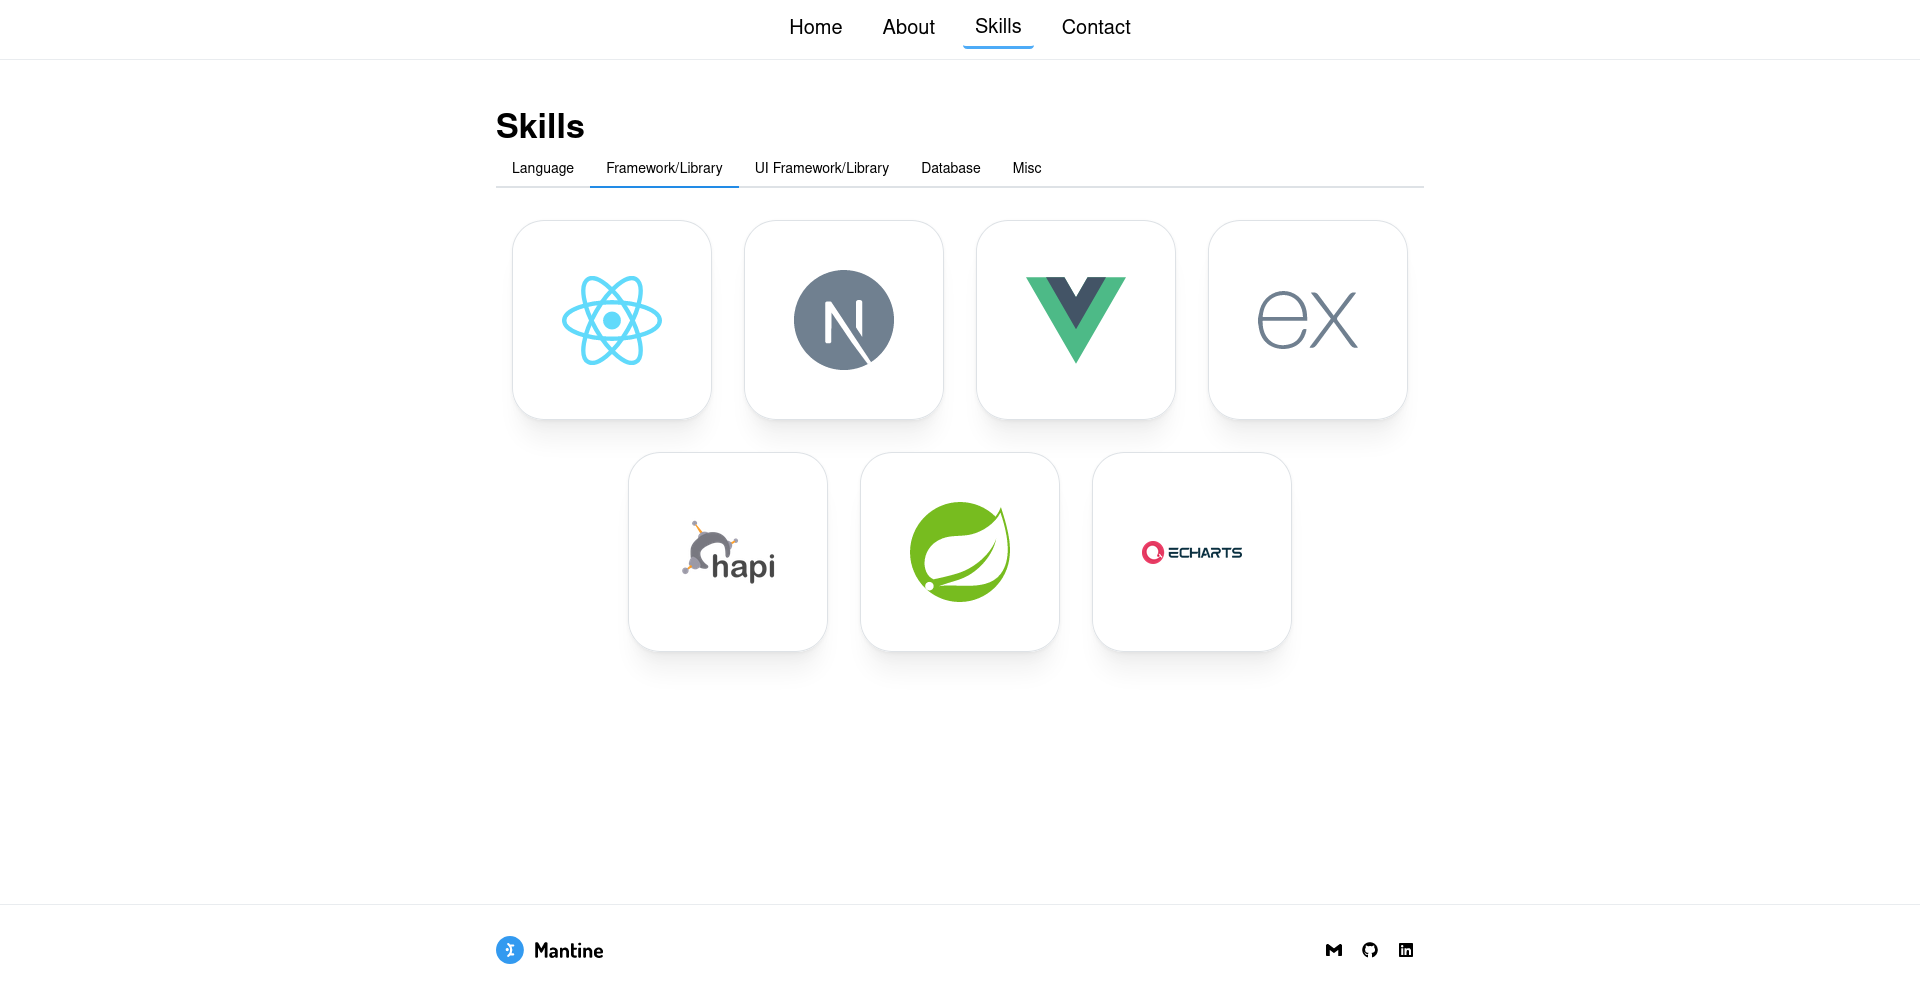 Home About Skills Contact
Skills
Language Framework/Library UI Framework/Library Database Misc
N ex
hapi ECHARTS
Mantine